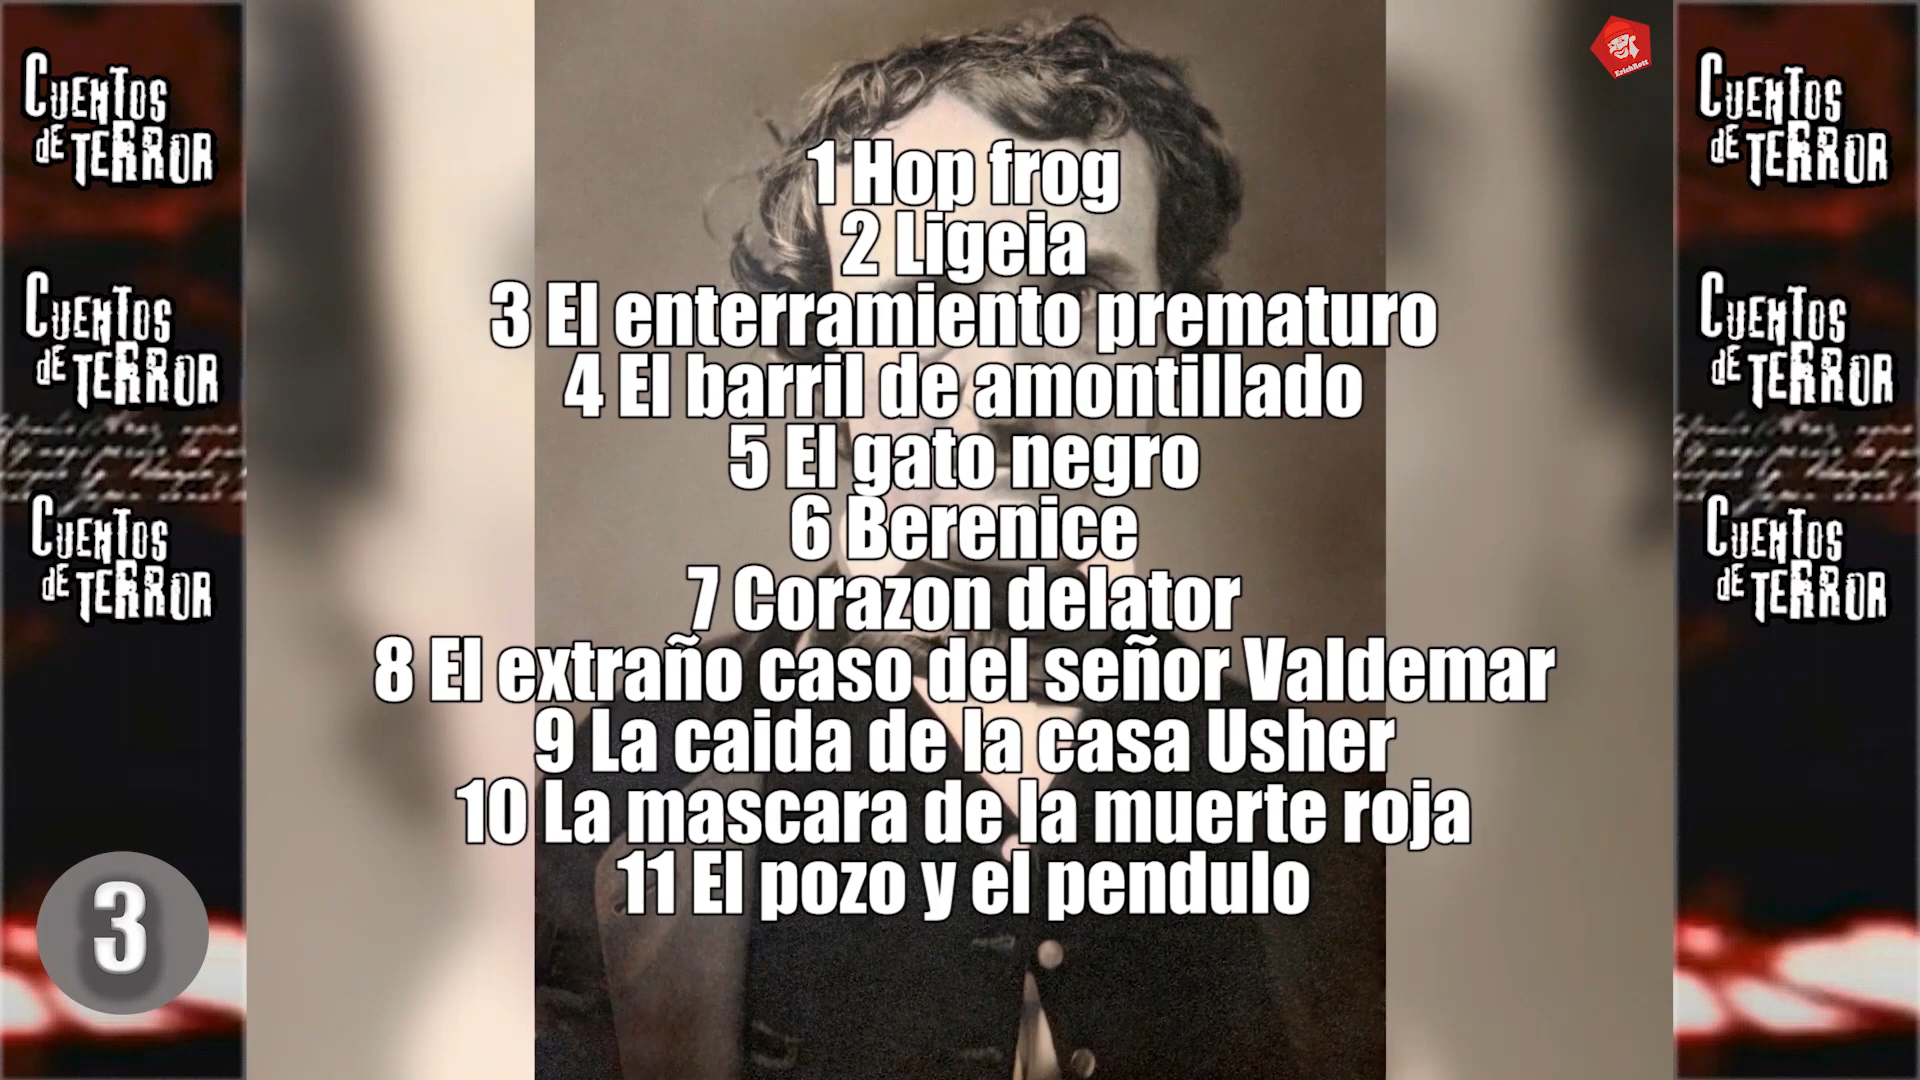 CUENTOS
DE TERROR
CUENTOS
DE TERROR
CUENTOS
DE TERROR
3
1 Hop frog
2 Ligeia
3 El enterramiento prematuro
4 El barril de amontillado
5 El gato negro
6 Berenice
7 Corazon delator
8 El extraño caso del señor Valdemar
9 La caida de la casa Usher
10 La mascara de la muerte roja
11 El pozo y el pendulo
ErichRott
CUENTOS
DE TERROR
CUENTOS
DE TERROR
CUENTOS
DE TERROR